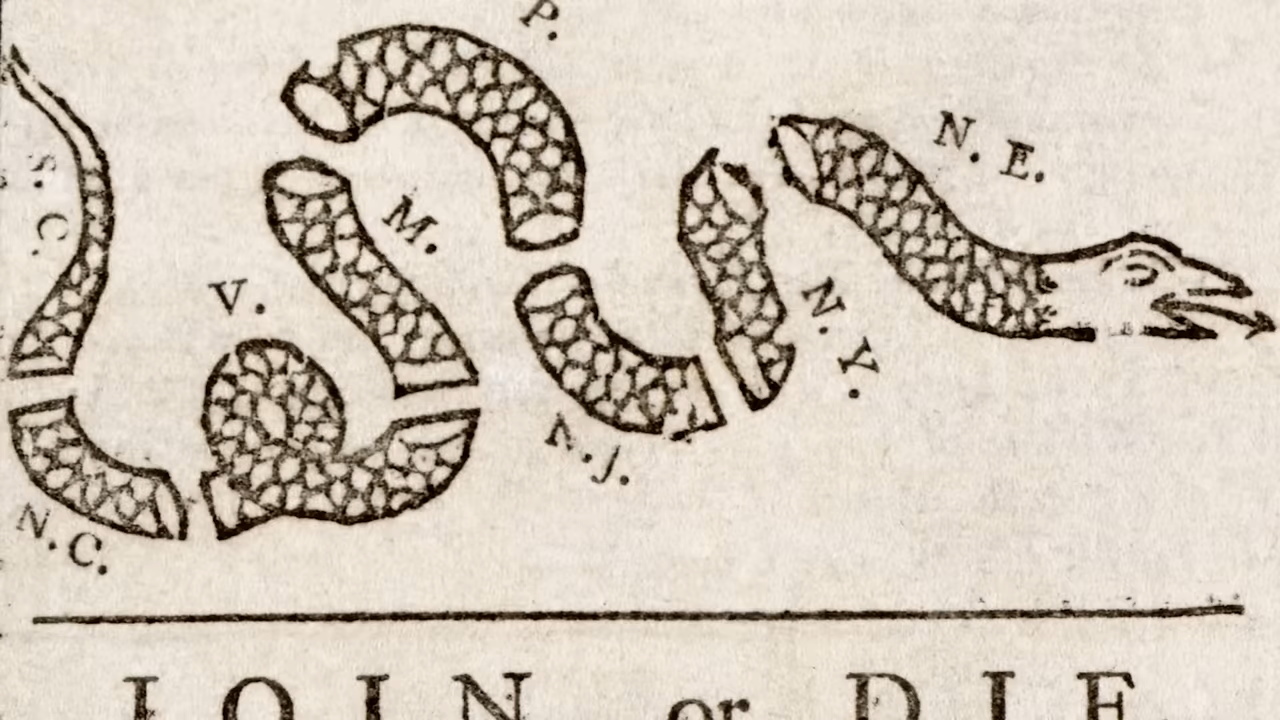 P.
N. E.
S. C.
M.
V.
N. Y.
N. J.
N. C.
JOIN or DIE